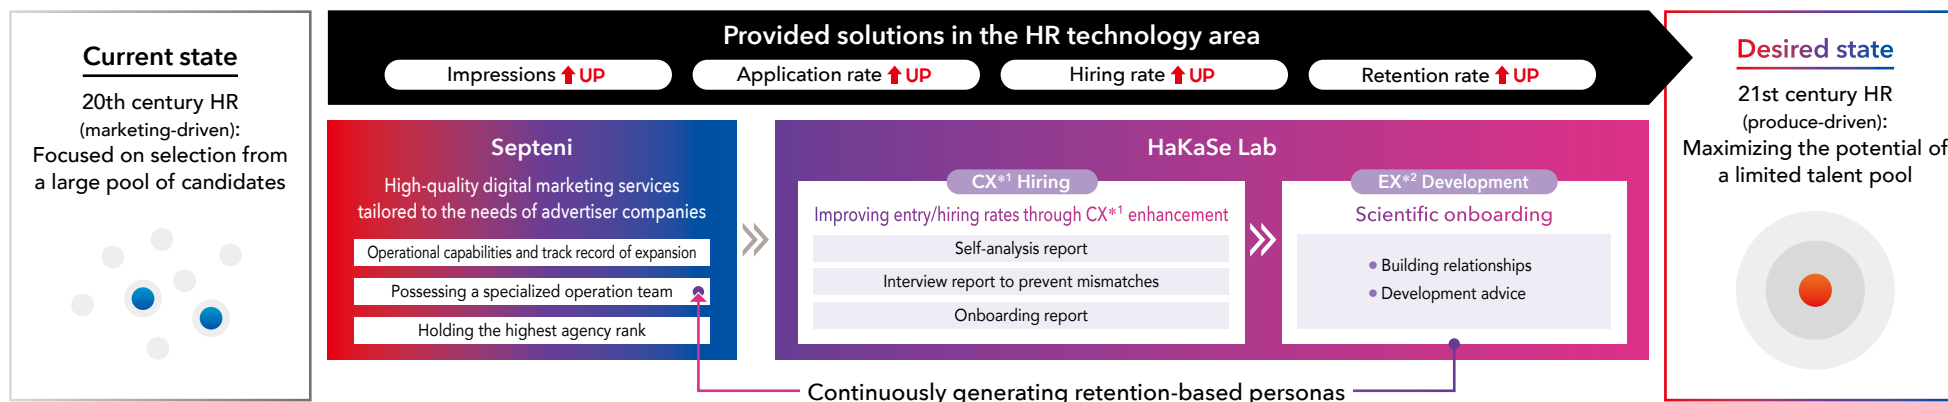 Current state
20th century HR
(marketing-driven):
Focused on selection from
a large pool of candidates
Provided solutions in the HR technology area
Impressions ⬆ UP
Application rate ⬆ UP
Hiring rate ⬆ UP
Retention rate ⬆ UP
Septeni
High-quality digital marketing services
tailored to the needs of advertiser companies
Operational capabilities and track record of expansion
Possessing a specialized operation team
Holding the highest agency rank
HaKaSe Lab
CX*1 Hiring
Improving entry/hiring rates through CX*1 enhancement
Self-analysis report
Interview report to prevent mismatches
Onboarding report
EX*2 Development
Scientific onboarding
• Building relationships
• Development advice
Continuously generating retention-based personas
Desired state
21st century HR
(produce-driven):
Maximizing the potential of
a limited talent pool